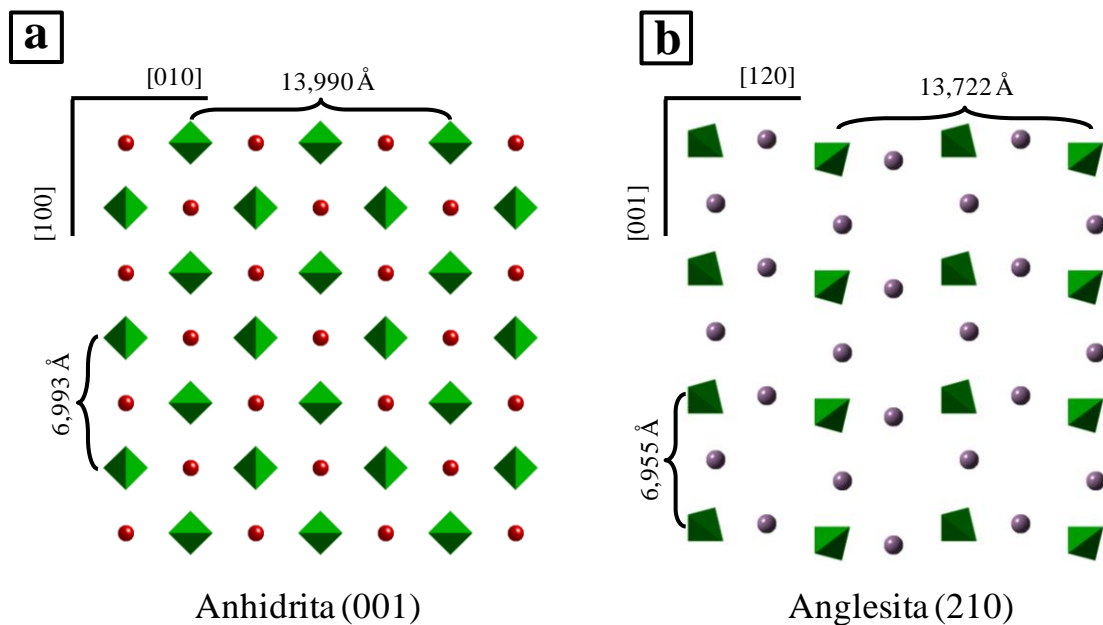 a
[010]
13,990 Å
[100]
6,993 Å
Anhidrita (001)
b
[120]
13,722 Å
[001]
6,955 Å
Anglesita (210)